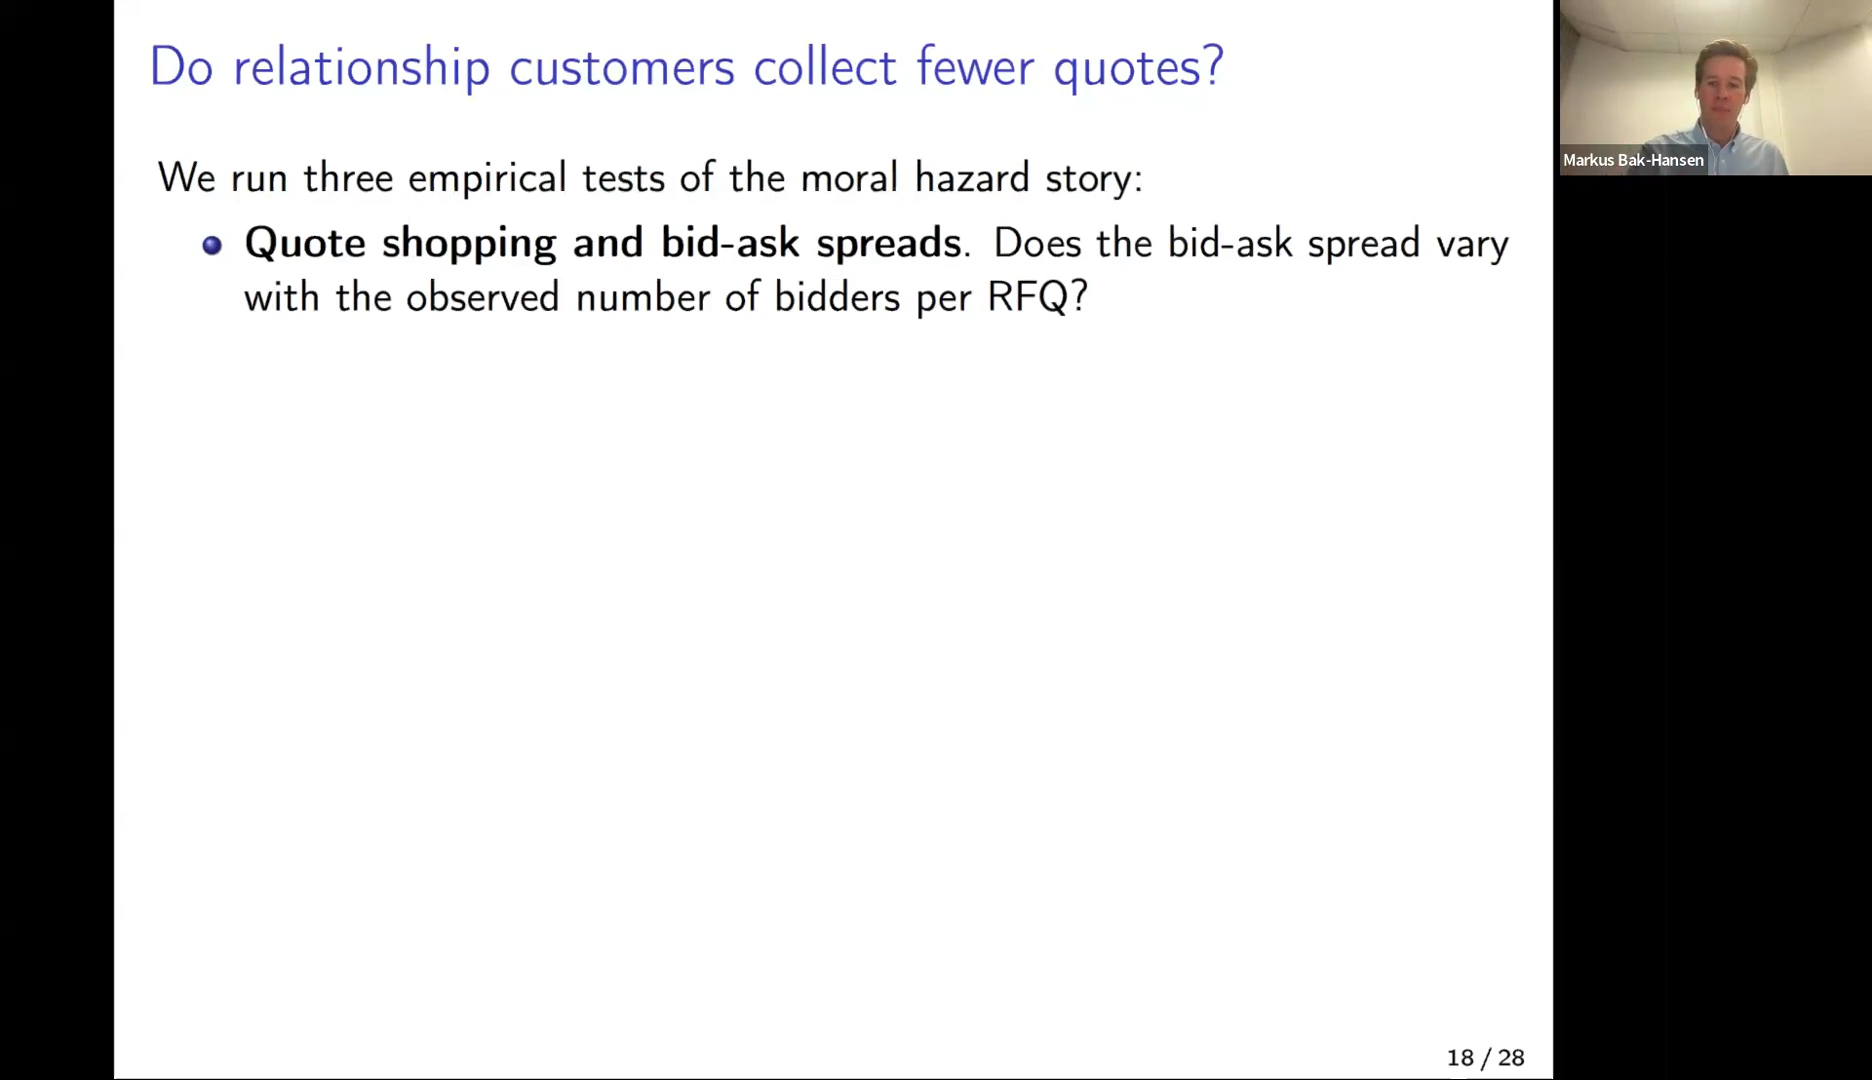 Do relationship customers collect fewer quotes?
We run three empirical tests of the moral hazard story:
Quote shopping and bid-ask spreads. Does the bid-ask spread vary
with the observed number of bidders per RFQ?
18 / 28
Markus Bak-Hansen